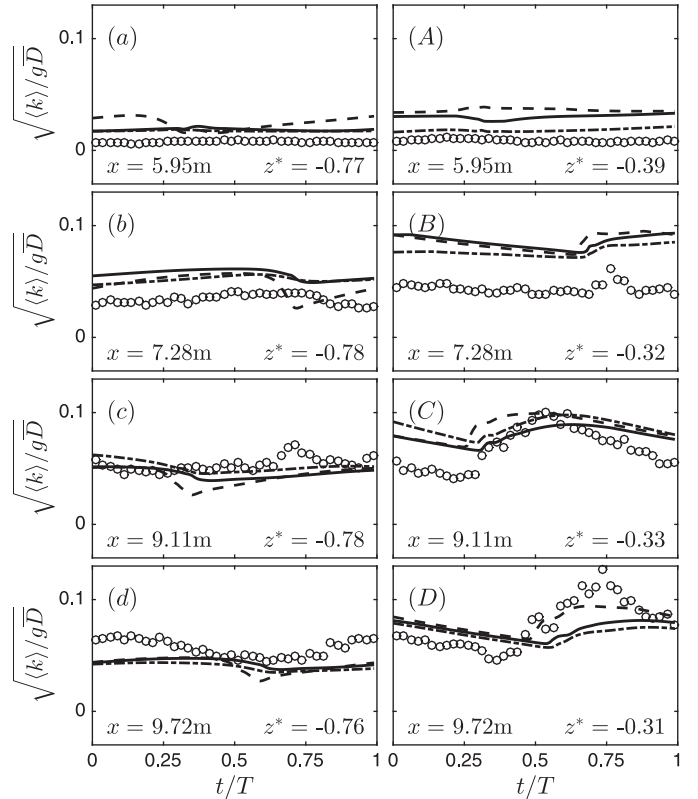 0.1 (a) (A)
√⟨k⟩/gD̅
0
x = 5.95m z* = -0.77 x = 5.95m z* = -0.39
0.1 (b) (B)
√⟨k⟩/gD̅
0
x = 7.28m z* = -0.78 x = 7.28m z* = -0.32
0.1 (c) (C)
√⟨k⟩/gD̅
0
x = 9.11m z* = -0.78 x = 9.11m z* = -0.33
0.1 (d) (D)
√⟨k⟩/gD̅
0
x = 9.72m z* = -0.76 x = 9.72m z* = -0.31
0 0.25 0.5 0.75 1 0 0.25 0.5 0.75 1
t/T t/T